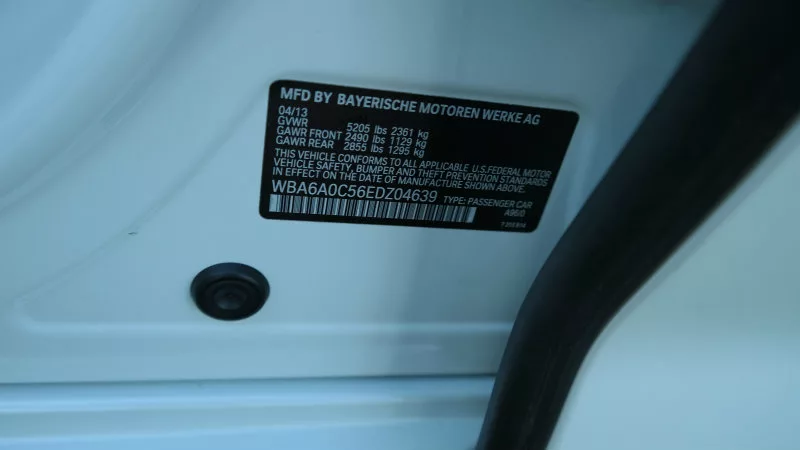 MFD BY BAYERISCHE MOTOREN WERKE AG
04/13
GVWR 5205 lbs 2361 kg
GAWR FRONT 2490 lbs 1129 kg
GAWR REAR 2855 lbs 1295 kg
THIS VEHICLE CONFORMS TO ALL APPLICABLE U.S.FEDERAL MOTOR
VEHICLE SAFETY, BUMPER, AND THEFT PREVENTION STANDARDS
IN EFFECT ON THE DATE OF MANUFACTURE SHOWN ABOVE.
WBA6A0C56EDZ04639 TYPE: PASSENGER CAR
A96/0